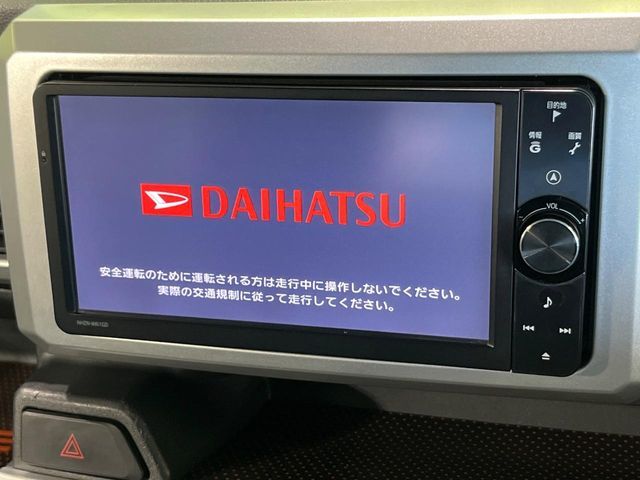 目的地
情報
画質
G
VOL
+
DAIHATSU
安全運転のために運転される方は走行中に操作しないでください。
実際の交通規制に従って走行してください。
NHZN-W61GD